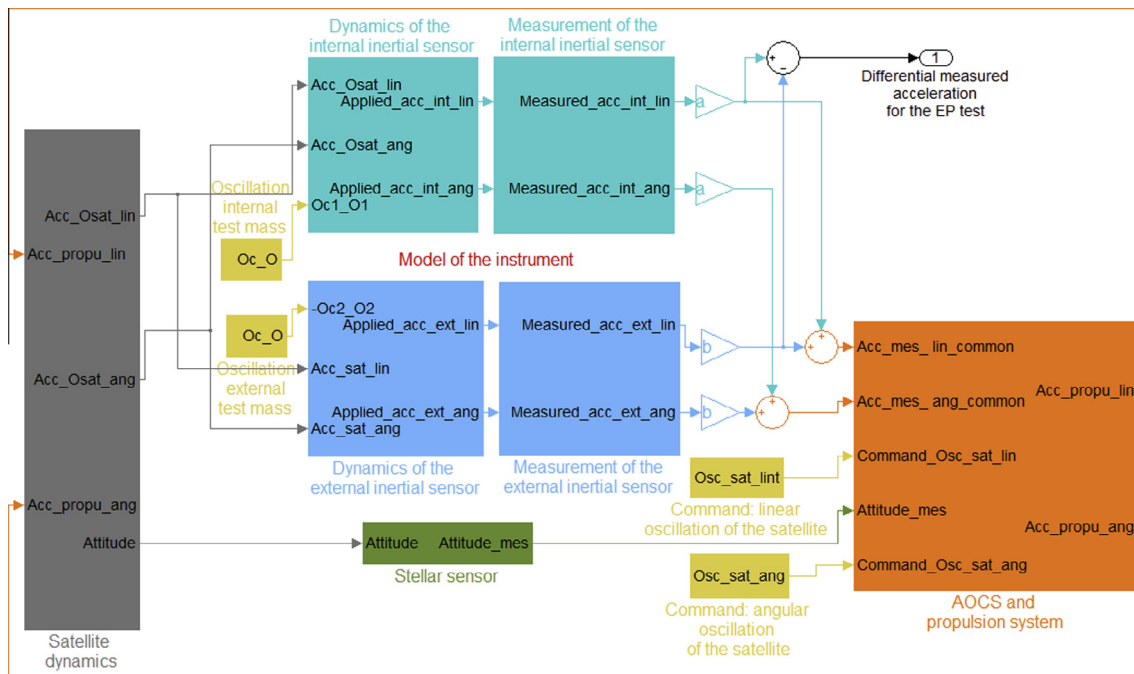 Dynamics of the
internal inertial sensor
Measurement of the
internal inertial sensor
Acc_Osat_lin
Applied_acc_int_lin
Acc_Osat_ang
Applied_acc_int_ang
Oc1_O1
Measured_acc_int_lin
Measured_acc_int_ang
a
a
+
-
1
Differential measured
acceleration
for the EP test
Oscillation
internal
test mass
Oc_O
Model of the instrument
Acc_Osat_lin
Acc_propu_lin
Acc_Osat_ang
Acc_propu_ang
Attitude
Satellite
dynamics
Oc_O
Oscillation
external
test mass
-Oc2_O2
Applied_acc_ext_lin
Acc_sat_lin
Applied_acc_ext_ang
Acc_sat_ang
Dynamics of the
external inertial sensor
Measured_acc_ext_lin
Measured_acc_ext_ang
Measurement of the
external inertial sensor
b
b
+
+
+
+
Acc_mes_ lin_common
Acc_propu_lin
Acc_mes_ ang_common
Command_Osc_sat_lin
Attitude_mes
Acc_propu_ang
Command_Osc_sat_ang
AOCS and
propulsion system
Osc_sat_lint
Command: linear
oscillation of the satellite
Attitude
Attitude_mes
Stellar sensor
Osc_sat_ang
Command: angular
oscillation
of the satellite